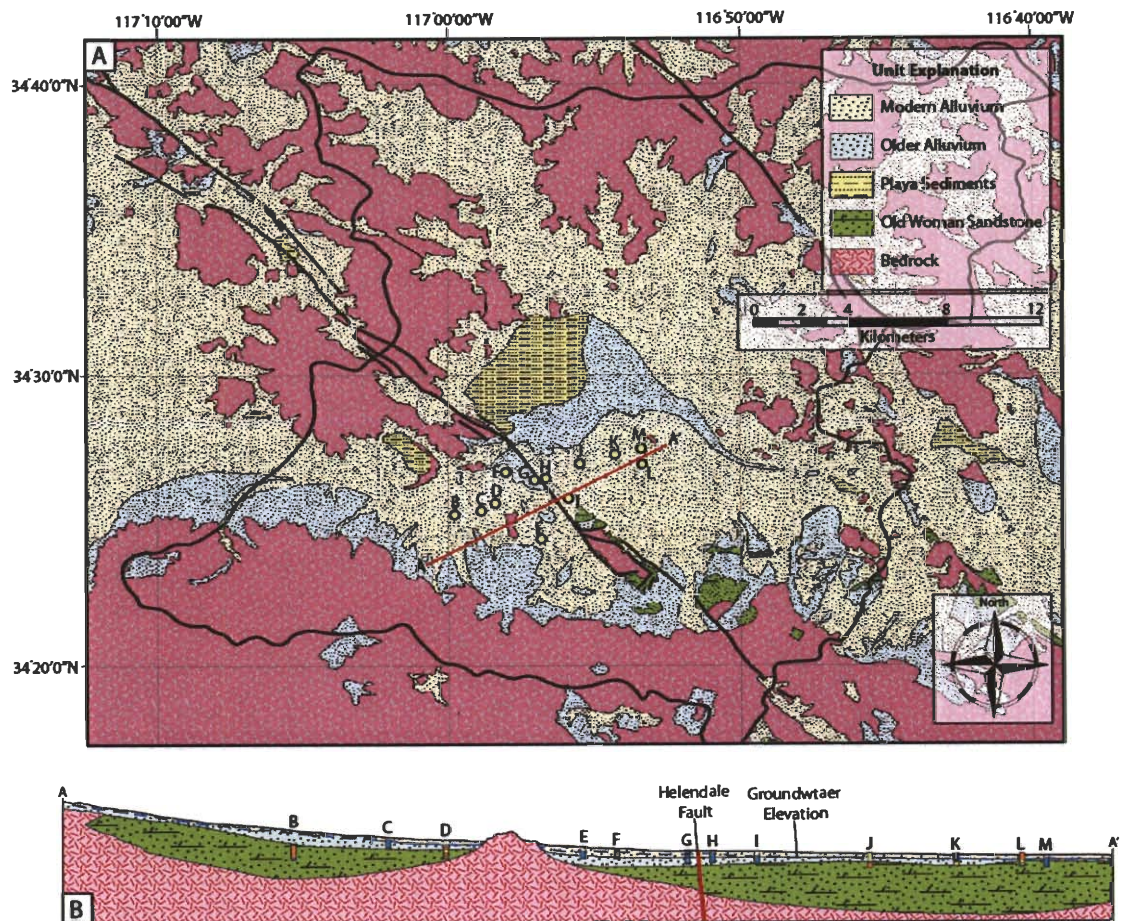 117°10'00"W 117°00'00"W 116°50'00"W 116°40'00"W
A
34°40'0"N
34°30'0"N
34°20'0"N
Unit Explanation
Modern Alluvium
Older Alluvium
Playa Sediments
Old Woman Sandstone
Bedrock
0 2 4 8 12
Kilometers
M
A'
K
J
L
H
G
F
I
D
C
B
E
A
North
Helendale
Fault
Groundwtaer
Elevation
A B C D E F G H I J K L M A'
B